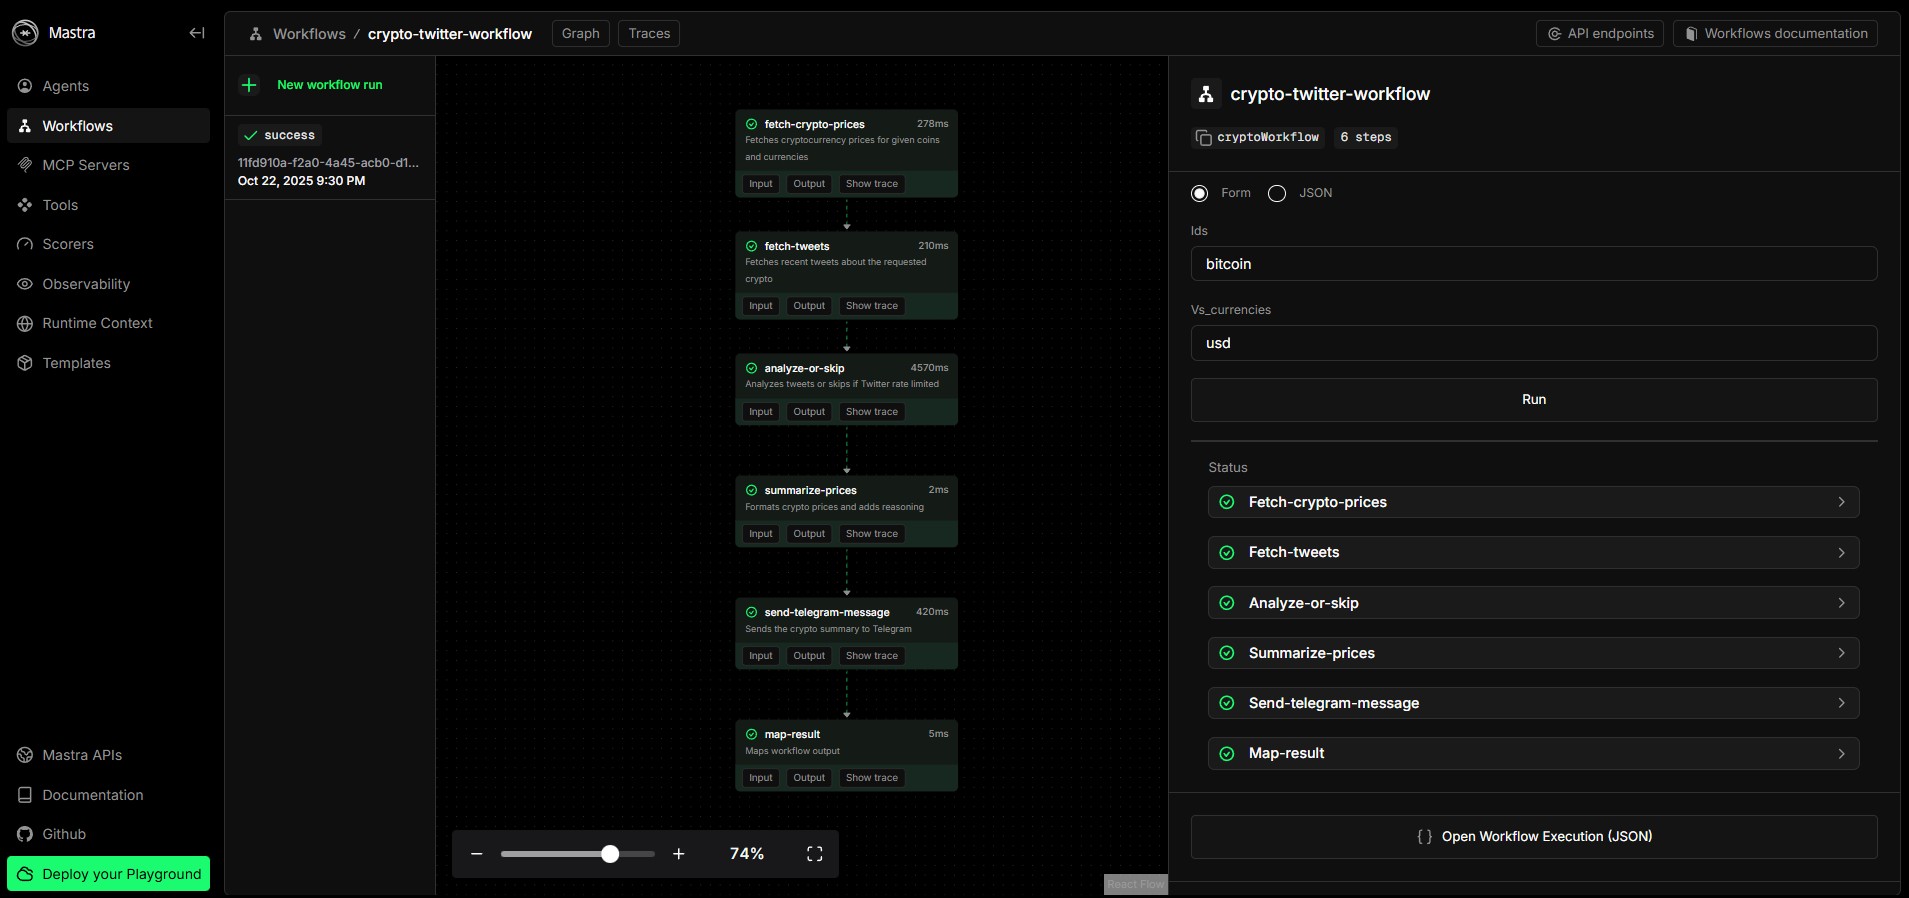 Mastra
Agents
Workflows
MCP Servers
Tools
Scorers
Observability
Runtime Context
Templates
Mastra APIs
Documentation
Github
Deploy your Playground
Workflows / crypto-twitter-workflow
Graph
Traces
API endpoints
Workflows documentation
New workflow run
success
11fd910a-f2a0-4a45-acb0-d1...
Oct 22, 2025 9:30 PM
fetch-crypto-prices 278ms
Fetches cryptocurrency prices for given coins
and currencies
Input Output Show trace
fetch-tweets 210ms
Fetches recent tweets about the requested
crypto
Input Output Show trace
analyze-or-skip 4570ms
Analyzes tweets or skips if Twitter rate limited
Input Output Show trace
summarize-prices 2ms
Formats crypto prices and adds reasoning
Input Output Show trace
send-telegram-message 420ms
Sends the crypto summary to Telegram
Input Output Show trace
map-result 5ms
Maps workflow output
Input Output Show trace
74%
React Flow
crypto-twitter-workflow
cryptoWorkflow 6 steps
Form JSON
Ids
bitcoin
Vs_currencies
usd
Run
Status
Fetch-crypto-prices
Fetch-tweets
Analyze-or-skip
Summarize-prices
Send-telegram-message
Map-result
{ } Open Workflow Execution (JSON)